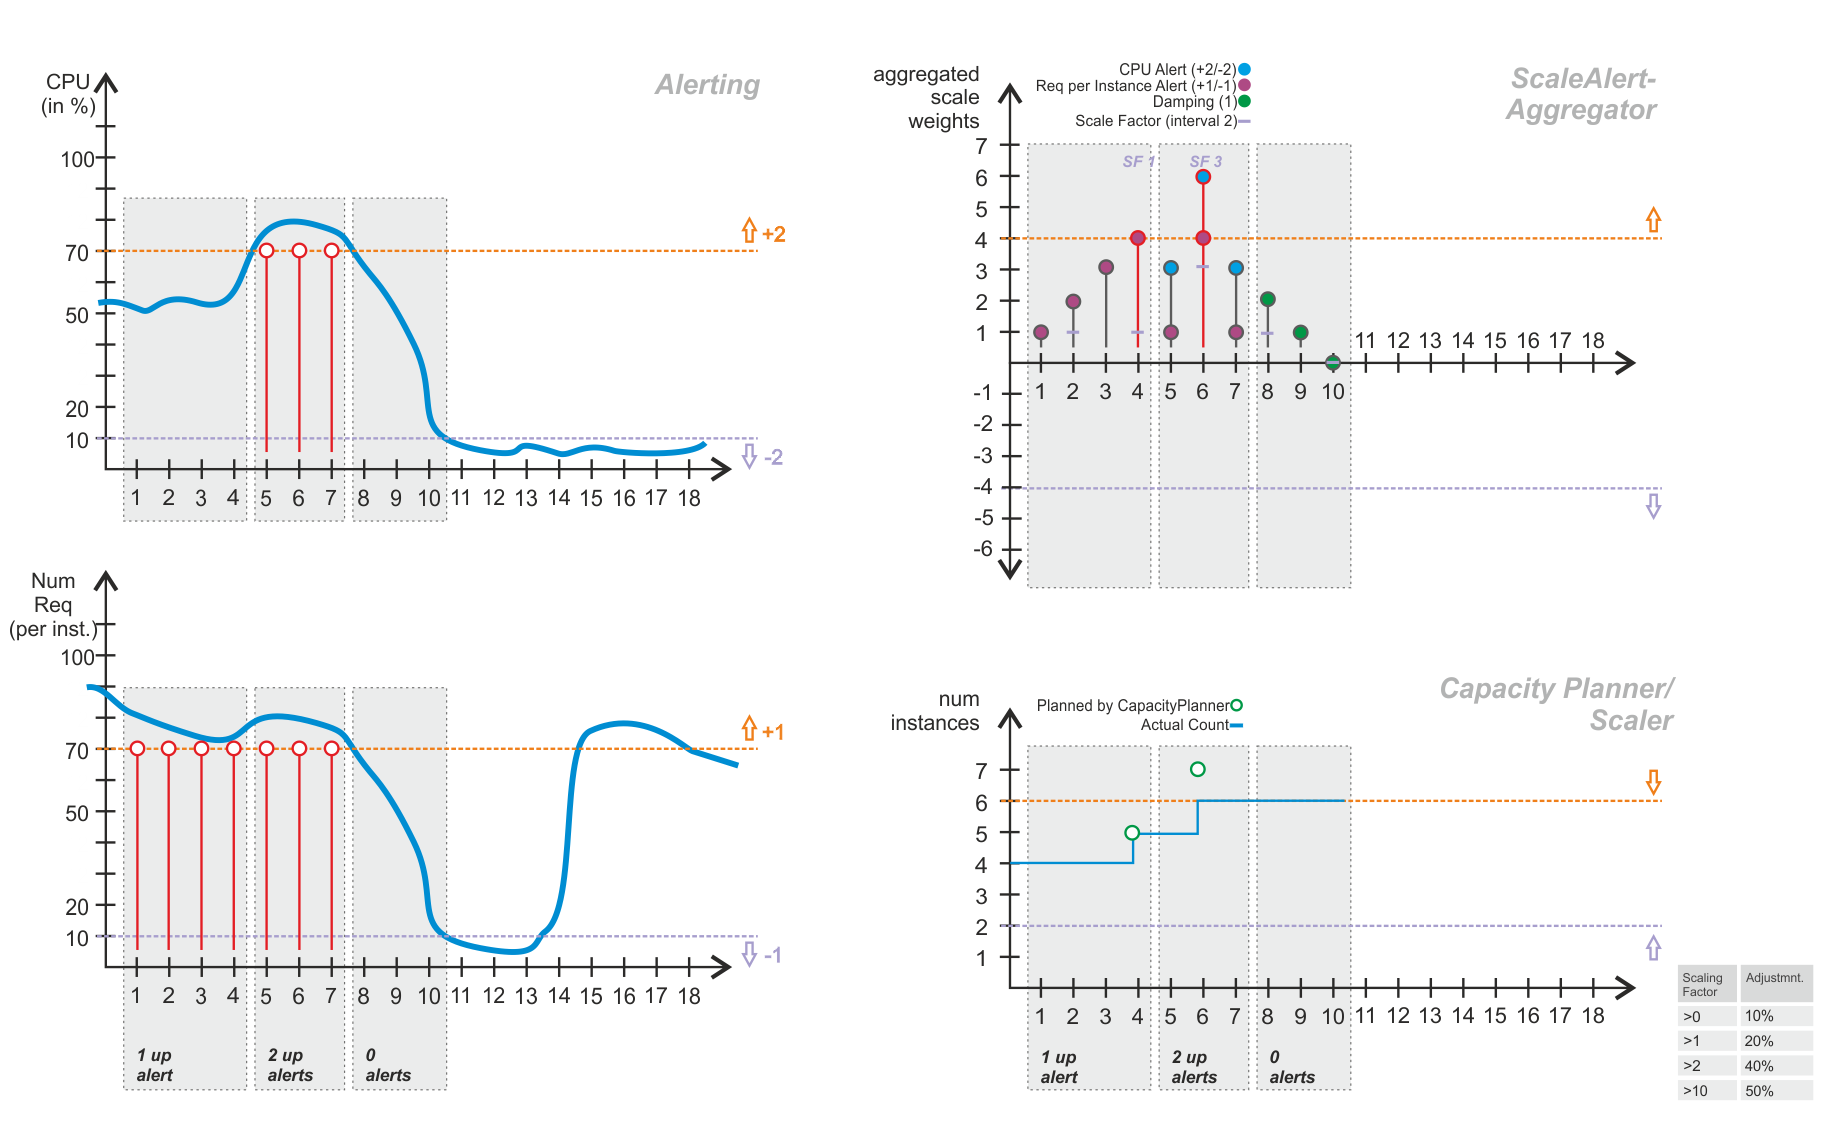 Alerting
CPU
(in %)
100
70
50
20
10
+2
-2
1 2 3 4 5 6 7 8 9 10 11 12 13 14 15 16 17 18
Num
Req
(per inst.)
100
70
50
20
10
+1
-1
1 2 3 4 5 6 7 8 9 10 11 12 13 14 15 16 17 18
1 up
alert
2 up
alerts
0
alerts
ScaleAlert-
Aggregator
aggregated
scale
weights
CPU Alert (+2/-2)
Req per Instance Alert (+1/-1)
Damping (1)
Scale Factor (interval 2)
SF 1
SF 3
7
6
5
4
3
2
1
11 12 13 14 15 16 17 18
1 2 3 4 5 6 7 8 9 10
-1
-2
-3
-4
-5
-6
Capacity Planner/
Scaler
num
instances
Planned by CapacityPlanner
Actual Count
7
6
5
4
3
2
1
1 2 3 4 5 6 7 8 9 10 11 12 13 14 15 16 17 18
1 up
alert
2 up
alerts
0
alerts
Scaling
Factor
Adjustmnt.
>0 10%
>1 20%
>2 40%
>10 50%